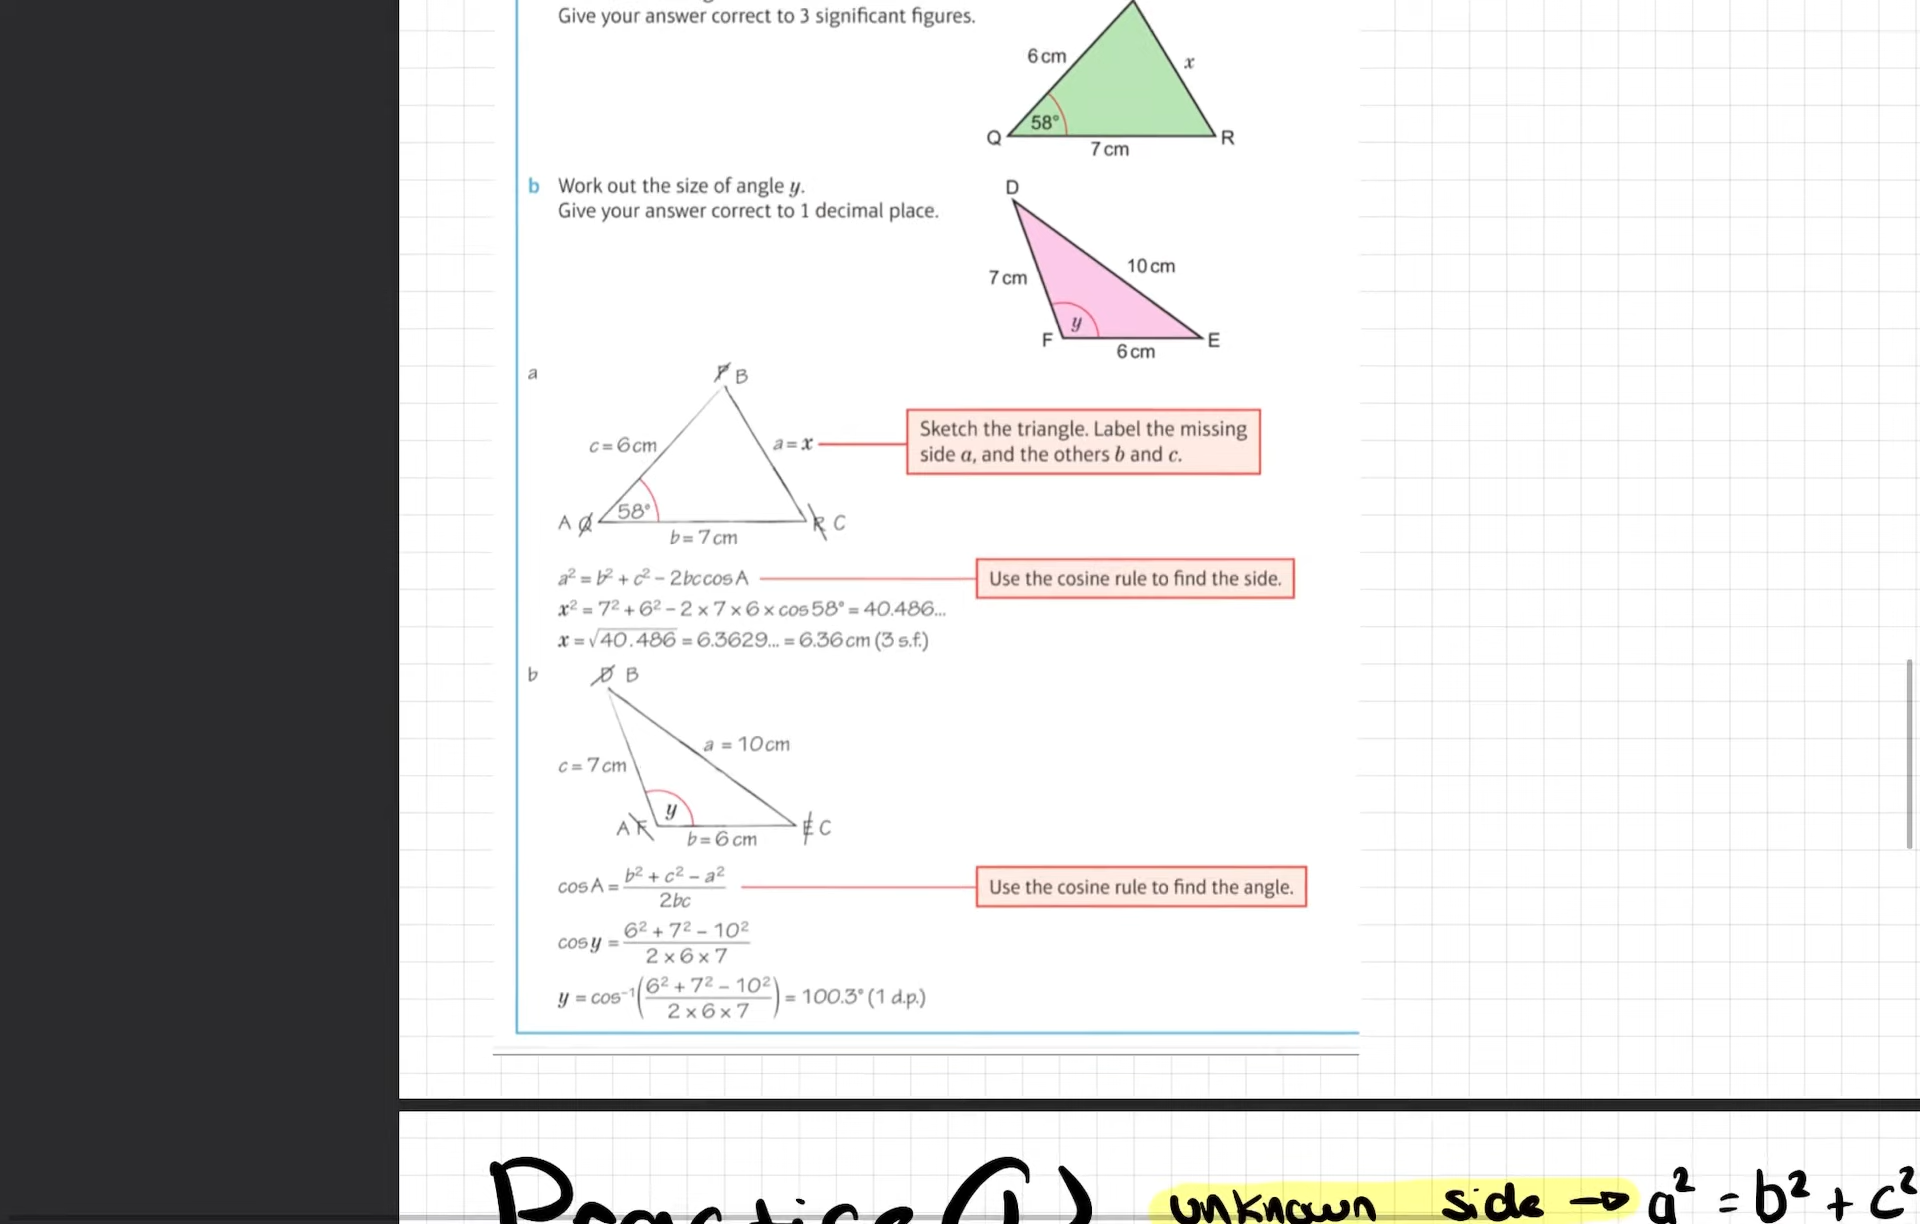 Give your answer correct to 3 significant figures.
6 cm
x
58°
Q
R
7 cm
b Work out the size of angle y.
Give your answer correct to 1 decimal place.
D
7 cm
10 cm
y
F
E
6 cm
a
P B
c = 6 cm
a = x
Sketch the triangle. Label the missing
side a, and the others b and c.
58°
A Q
R C
b = 7 cm
a² = b² + c² – 2bc cos A
Use the cosine rule to find the side.
x² = 7² + 6² – 2 × 7 × 6 × cos 58° = 40.486...
x = √40.486 = 6.3629... = 6.36 cm (3 s.f.)
b
D B
a = 10 cm
c = 7 cm
y
A F
E C
b = 6 cm
cos A = (b² + c² – a²) / 2bc
Use the cosine rule to find the angle.
cos y = (6² + 7² – 10²) / (2 × 6 × 7)
y = cos⁻¹((6² + 7² – 10²) / (2 × 6 × 7)) = 100.3° (1 d.p.)
Practice (1) unknown side → a² = b² + c²